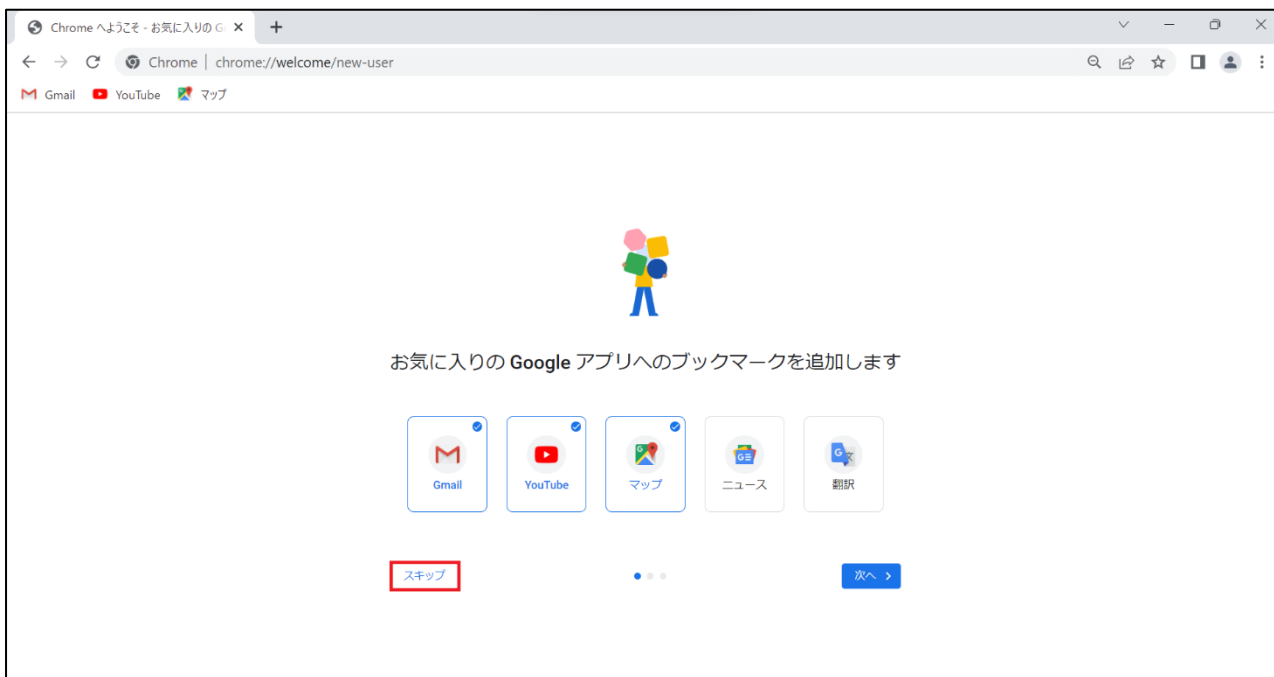 Chrome へようこそ - お気に入りの G
Chrome | chrome://welcome/new-user
Gmail YouTube マップ
お気に入りの Google アプリへのブックマークを追加します
Gmail YouTube マップ ニュース 翻訳
スキップ 次へ